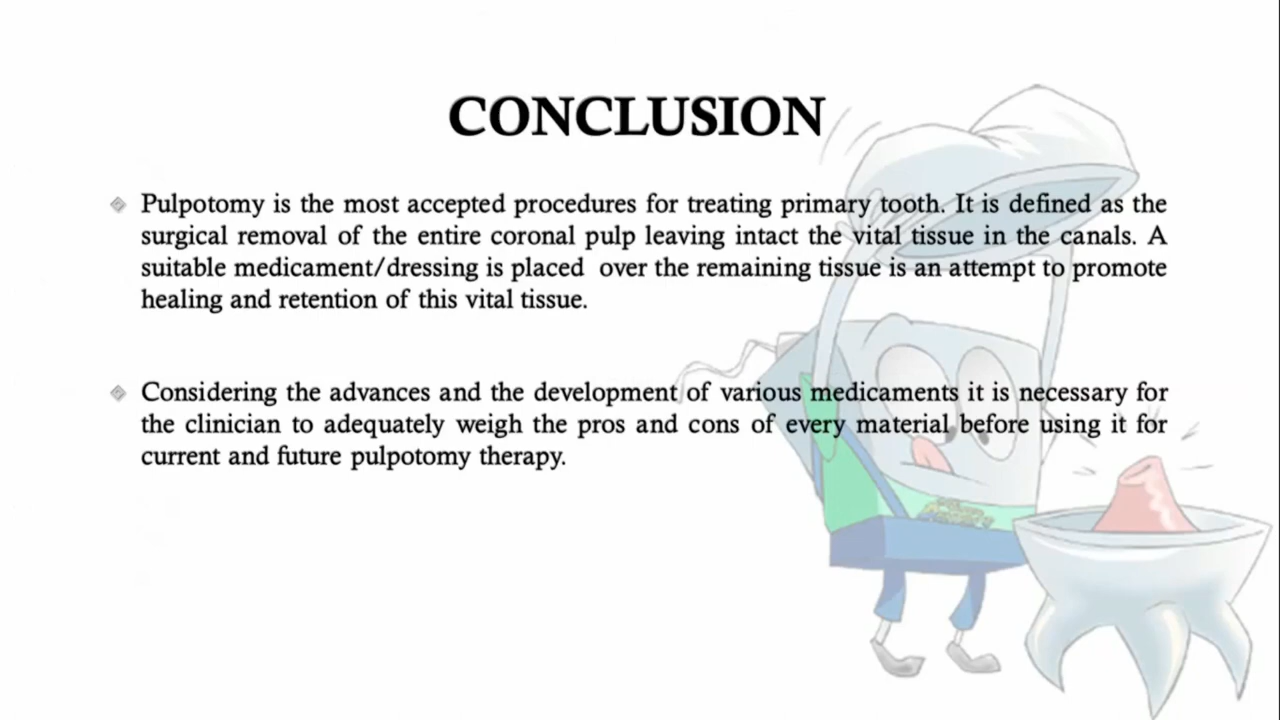 CONCLUSION
Pulpotomy is the most accepted procedures for treating primary tooth. It is defined as the
surgical removal of the entire coronal pulp leaving intact the vital tissue in the canals. A
suitable medicament/dressing is placed over the remaining tissue is an attempt to promote
healing and retention of this vital tissue.
Considering the advances and the development of various medicaments it is necessary for
the clinician to adequately weigh the pros and cons of every material before using it for
current and future pulpotomy therapy.